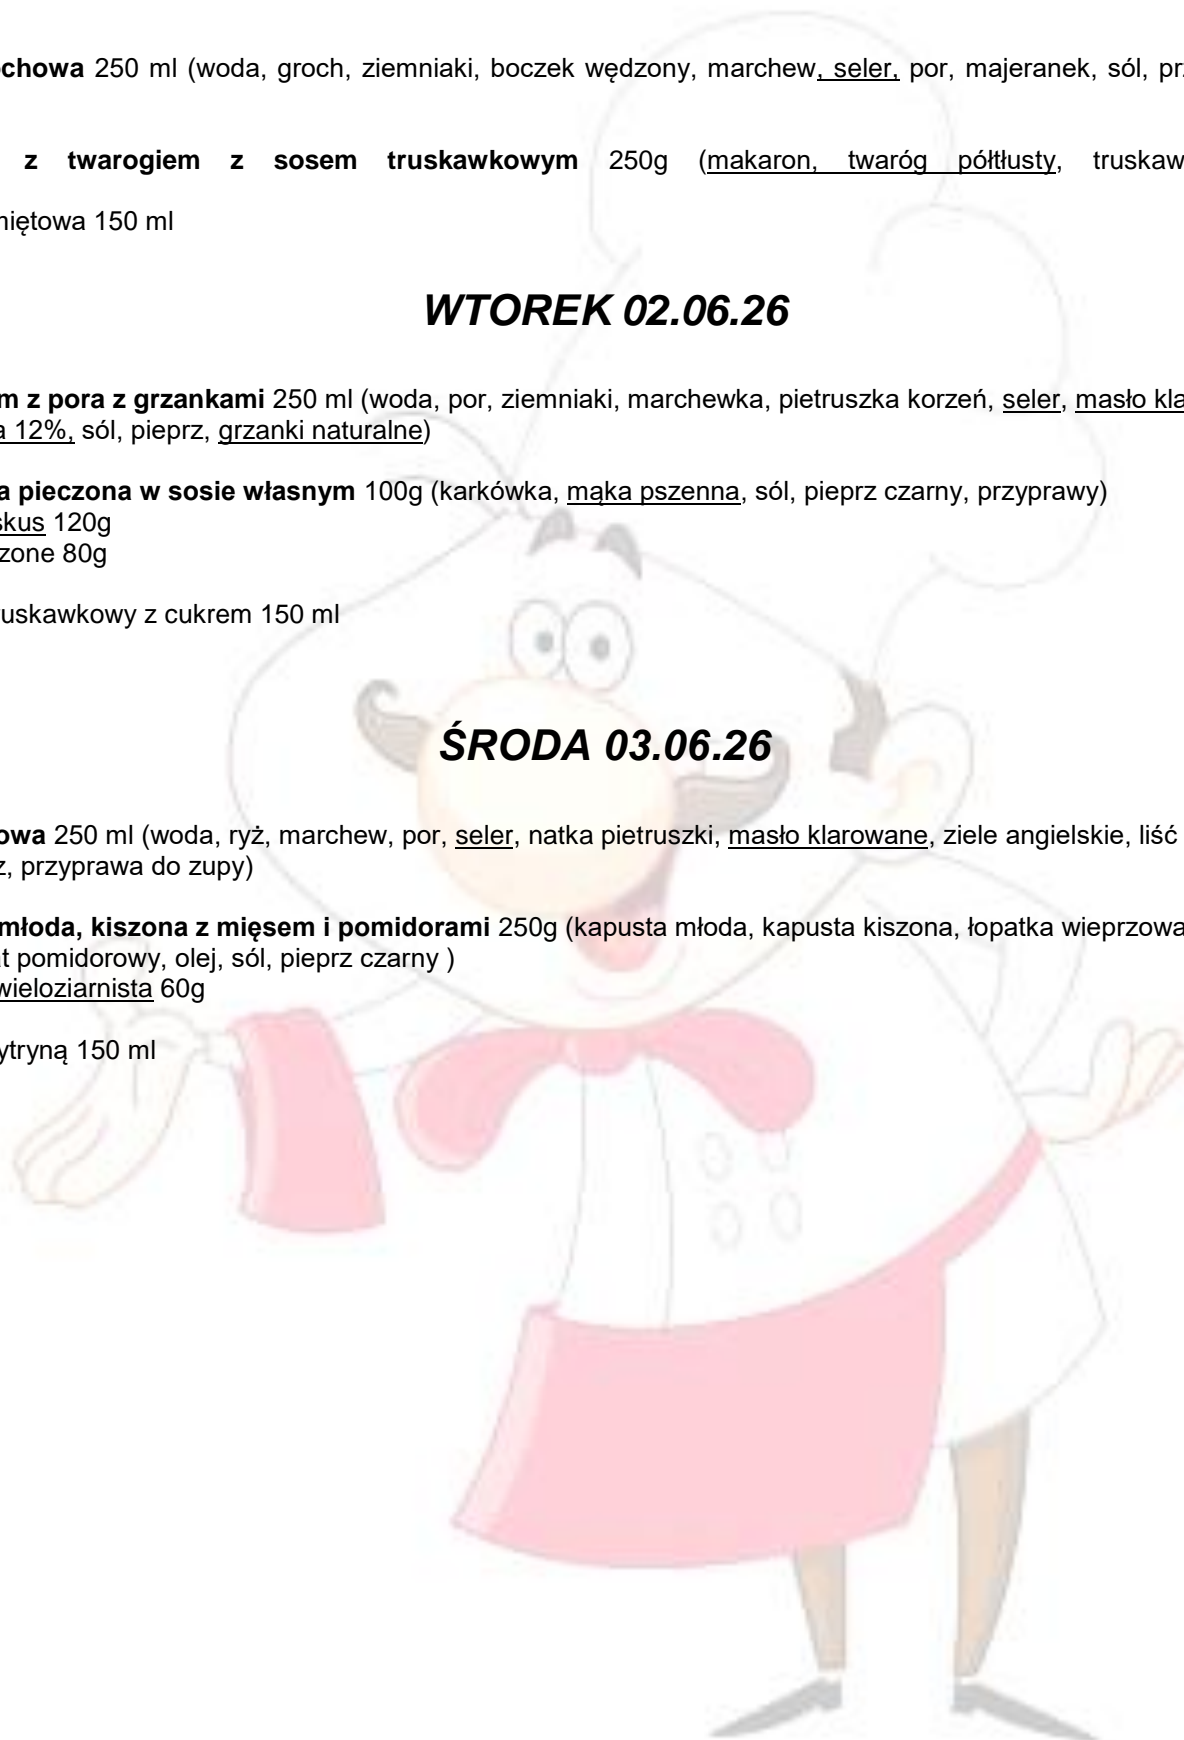 chowa 250 ml (woda, groch, ziemniaki, boczek wędzony, marchew, seler, por, majeranek, sól,
z twarogiem z sosem truskawkowym 250g (makaron, twaróg półtłusty, truskaw
miętowa 150 ml
WTOREK 02.06.26
m z pora z grzankami 250 ml (woda, por, ziemniaki, marchewka, pietruszka korzeń, seler, masło kla
a 12%, sól, pieprz, grzanki naturalne)
a pieczona w sosie własnym 100g (karkówka, mąka pszenna, sól, pieprz czarny, przyprawy)
skus 120g
zone 80g
uskawkowy z cukrem 150 ml
ŚRODA 03.06.26
owa 250 ml (woda, ryż, marchew, por, seler, natka pietruszki, masło klarowane, ziele angielskie, liść
z, przyprawa do zupy)
młoda, kiszona z mięsem i pomidorami 250g (kapusta młoda, kapusta kiszona, łopatka wieprzowa
t pomidorowy, olej, sól, pieprz czarny )
wieloziarnista 60g
ytryną 150 ml